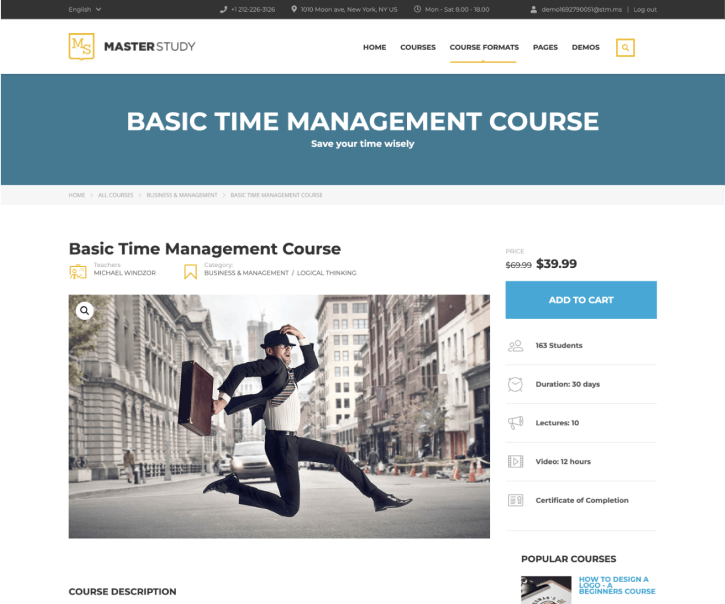 English
+1 212-226-3126
1010 Moon ave, New York, NY US
Mon - Sat 8.00 - 18.00
demo1692790051@stm.ms | Log out
MS
MASTERSTUDY
HOME
COURSES
COURSE FORMATS
PAGES
DEMOS
BASIC TIME MANAGEMENT COURSE
Save your time wisely
HOME > ALL COURSES > BUSINESS & MANAGEMENT > BASIC TIME MANAGEMENT COURSE
Basic Time Management Course
Teachers
MICHAEL WINDZOR
Category:
BUSINESS & MANAGEMENT / LOGICAL THINKING
PRICE
$69.99 $39.99
ADD TO CART
163 Students
Duration: 30 days
Lectures: 10
Video: 12 hours
Certificate of Completion
POPULAR COURSES
HOW TO DESIGN A
LOGO - A
BEGINNERS COURSE
COURSE DESCRIPTION